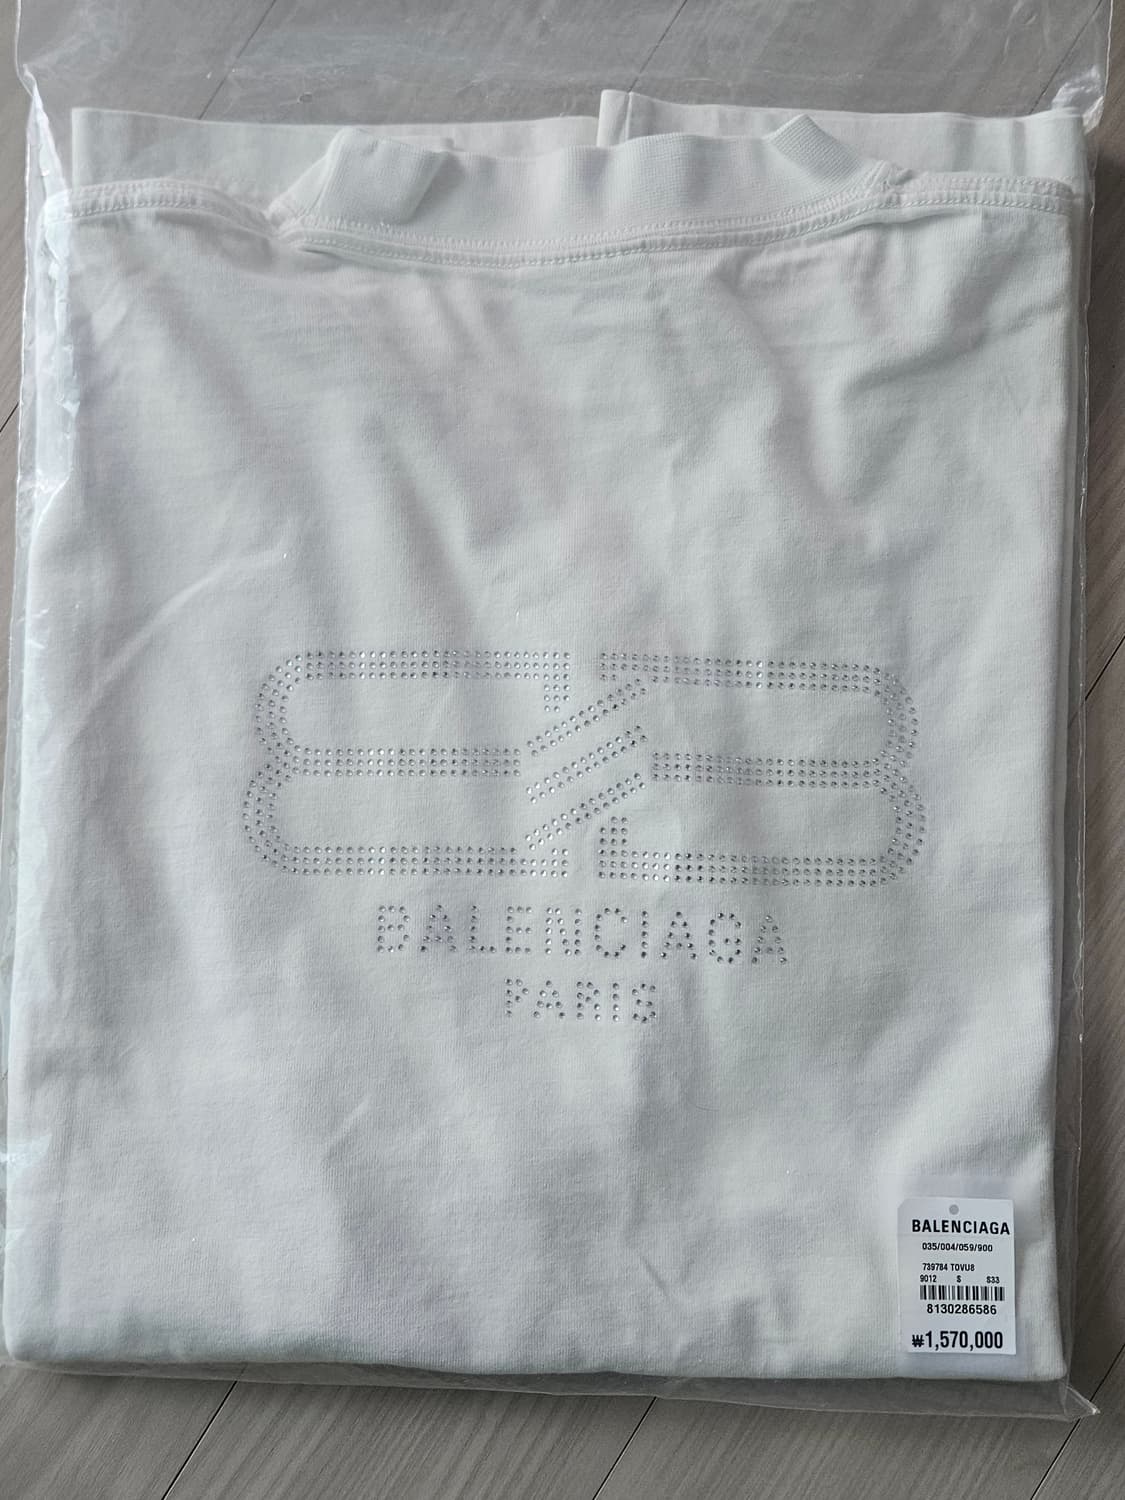 BALENCIAGA
PARIS
BALENCIAGA
035/004/059/900
739784 TOVU8
9012 S S33
8130286586
₩1,570,000